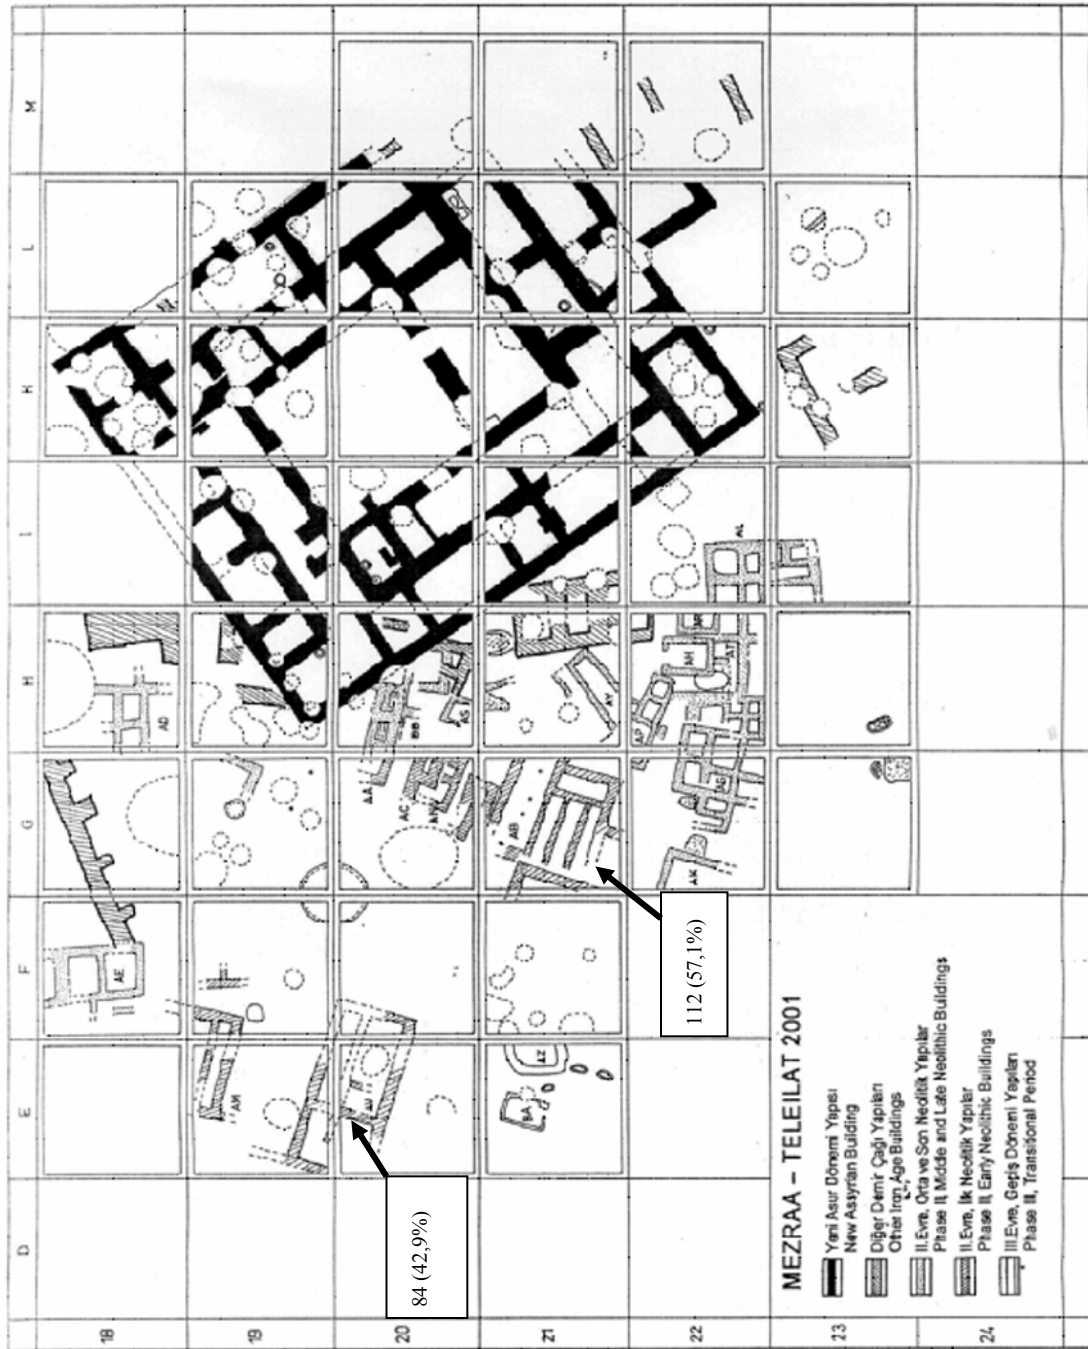 M
L
K
I
H
G
F
E
D
18
19
20
21
22
23
24
AD
AE
AA
BB
AC
AG
AB
AY
AP
AH
AR
AT
AL
AK
AM
AU
AZ
BA
112 (57,1%)
84 (42,9%)
MEZRAA – TELEILAT 2001
Yeni Asur Dönemi Yapısı
New Assyrian Building
Diğer Demir Çağı Yapıları
Other Iron Age Buildings
II.Evre, Orta ve Son Neolitik Yapılar
Phase II, Middle and Late Neolithic Buildings
II.Evre, İlk Neolitik Yapılar
Phase II, Early Neolithic Buildings
III.Evre, Geçiş Dönemi Yapıları
Phase III, Transitional Period